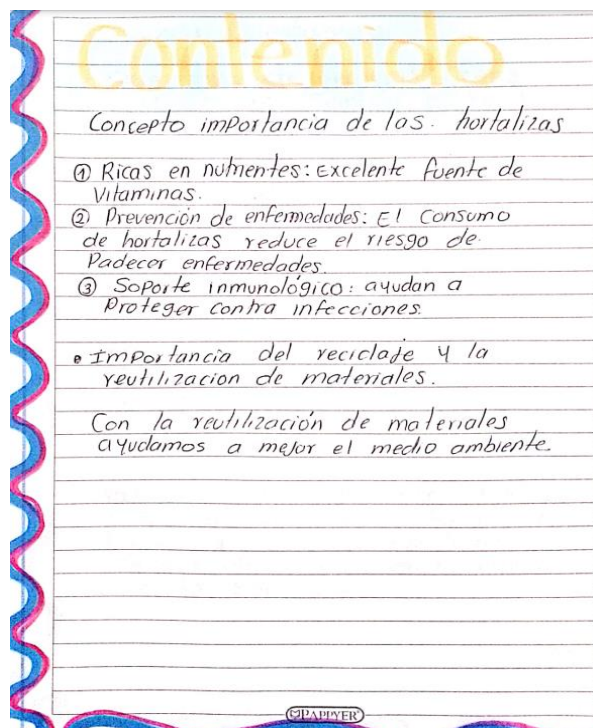 Contenido
Concepto importancia de las. hortalizas
① Ricas en nutrientes: Excelente fuente de
Vitaminas.
② Prevención de enfermedades: El Consumo
de hortalizas reduce el riesgo de.
Padecer enfermedades.
③ Soporte inmunológico: ayudan a
Proteger contra infecciones.
• Importancia del reciclaje y la
reutilizacion de materiales.
Con la reutilización de materiales
ayudamos a mejor el medio ambiente.
PAPPYER